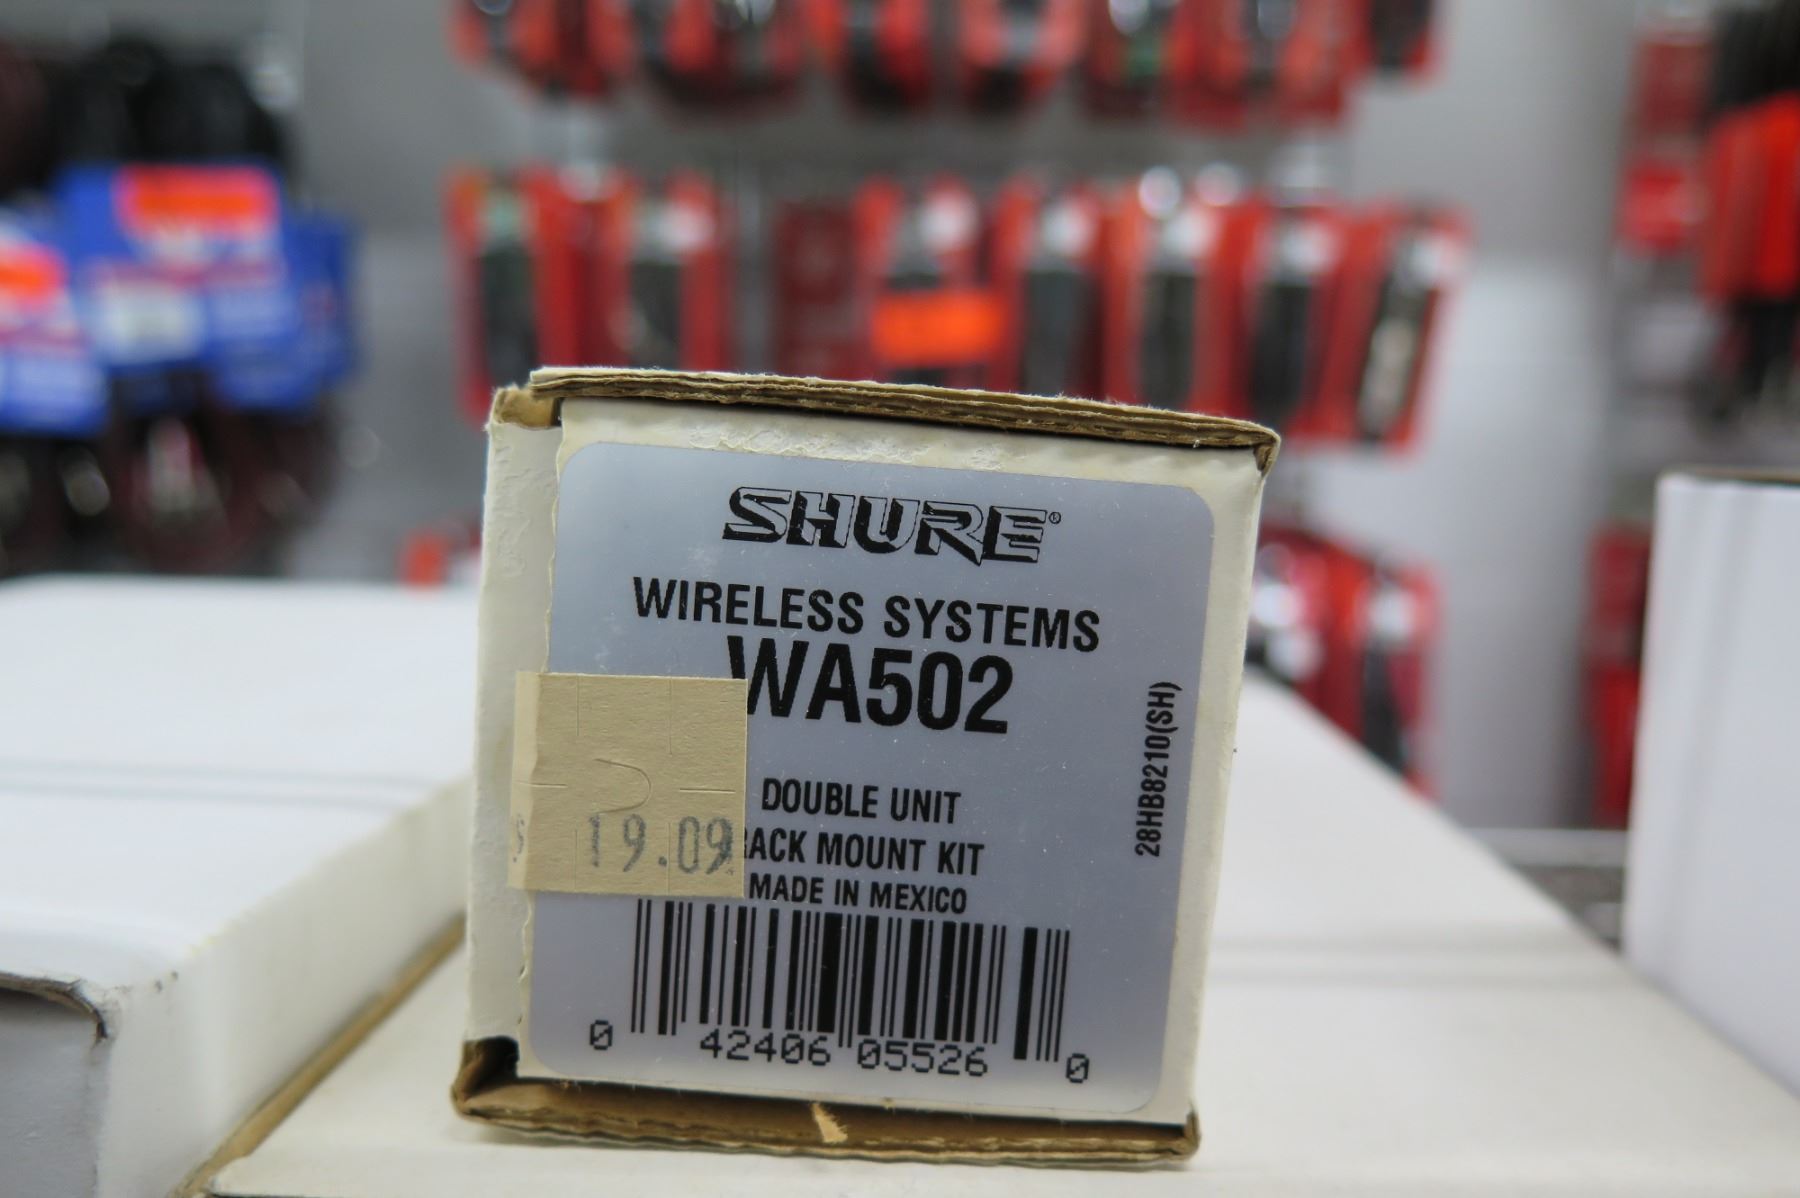 SHURE®
WIRELESS SYSTEMS
WA502
DOUBLE UNIT
RACK MOUNT KIT
MADE IN MEXICO
$ 19.09
28HB8210(SH)
0 42406 05526 0